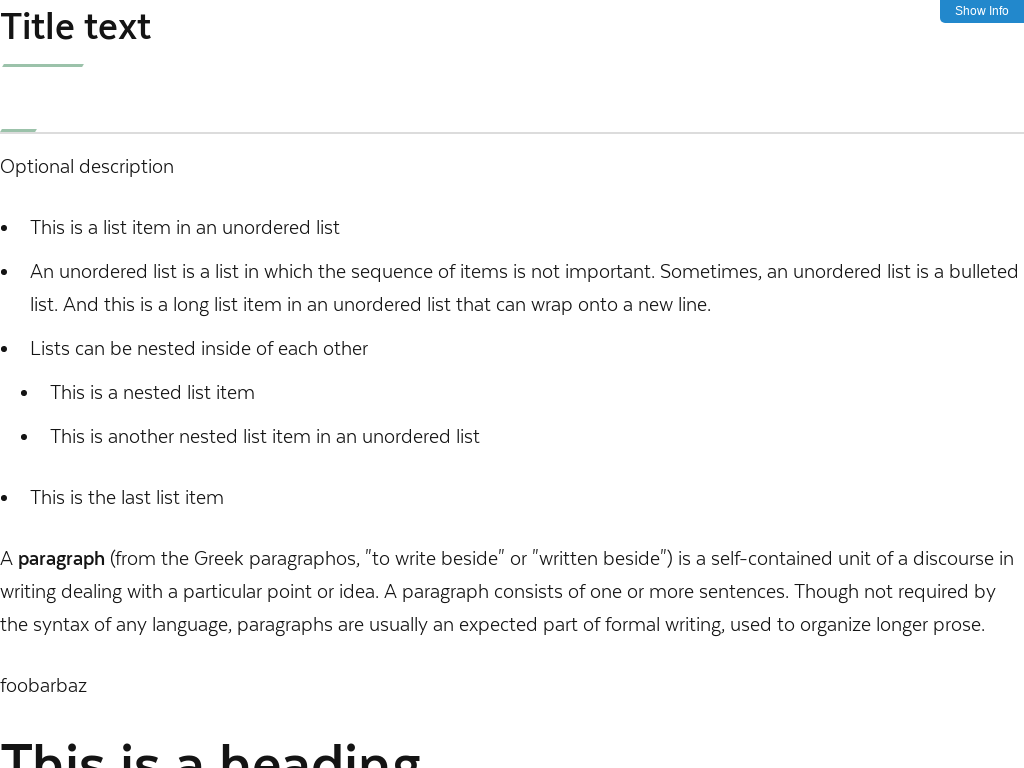 Title text
Show Info
Optional description
This is a list item in an unordered list
An unordered list is a list in which the sequence of items is not important. Sometimes, an unordered list is a bulleted
list. And this is a long list item in an unordered list that can wrap onto a new line.
Lists can be nested inside of each other
This is a nested list item
This is another nested list item in an unordered list
This is the last list item
A paragraph (from the Greek paragraphos, "to write beside" or "written beside") is a self-contained unit of a discourse in
writing dealing with a particular point or idea. A paragraph consists of one or more sentences. Though not required by
the syntax of any language, paragraphs are usually an expected part of formal writing, used to organize longer prose.
foobarbaz
This is a heading